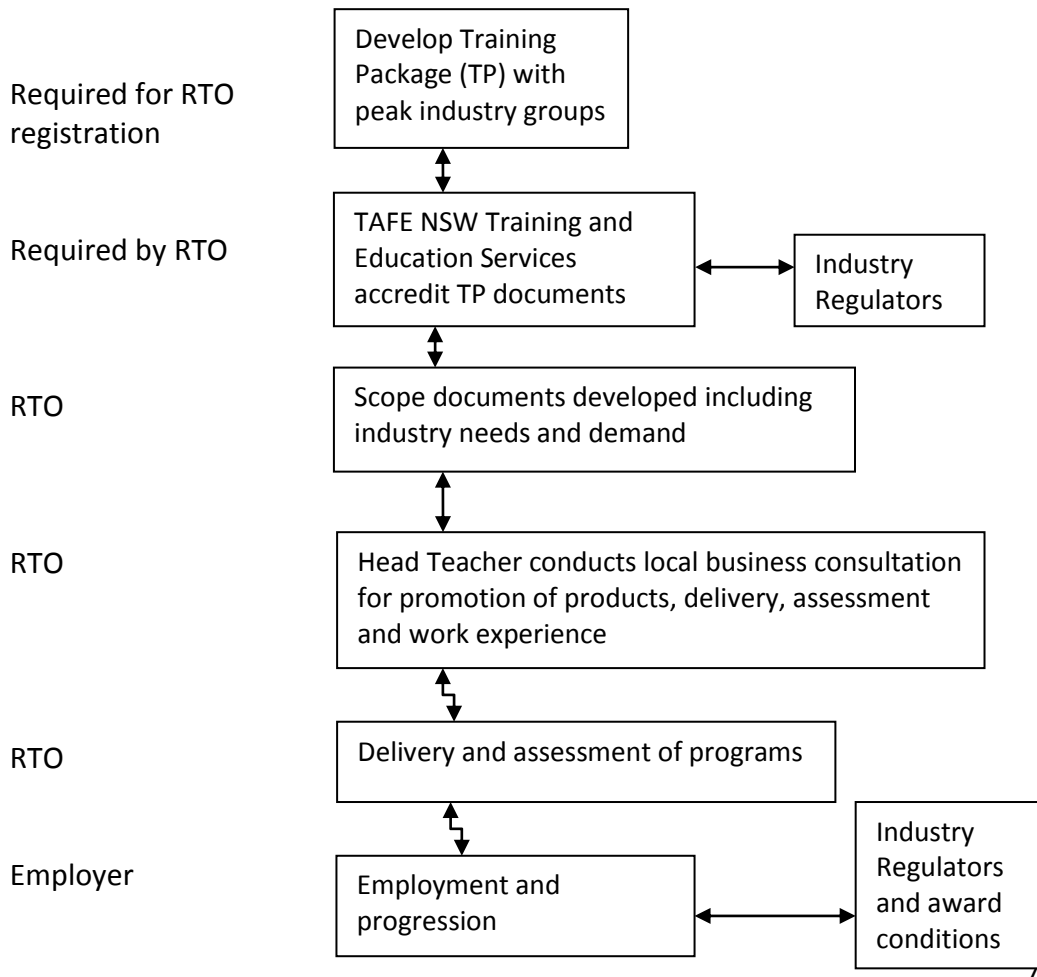 Develop Training
Package (TP) with
peak industry groups
Required for RTO
registration
TAFE NSW Training and
Education Services
accredit TP documents
Required by RTO
Industry
Regulators
RTO
Scope documents developed including
industry needs and demand
RTO
Head Teacher conducts local business consultation
for promotion of products, delivery, assessment
and work experience
RTO
Delivery and assessment of programs
Employer
Employment and
progression
Industry
Regulators
and award
conditions